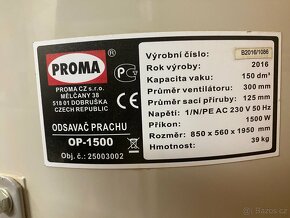 PROMA ®
PROMA CZ s.r.o.
MĚLČANY 38
518 01 DOBRUŠKA
CZECH REPUBLIC
ODSAVAČ PRACHU
OP-1500
Obj. č.: 25003002
Výrobní číslo: B2016/1086
Rok výroby: 2016
Kapacita vaku: 150 dm³
Průměr ventilátoru: 300 mm
Průměr sací příruby: 125 mm
Napětí: 1/N/PE AC 230 V 50 Hz
Příkon: 1500 W
Rozměr: 850 x 560 x 1950 mm
Hmotnost: 39 kg